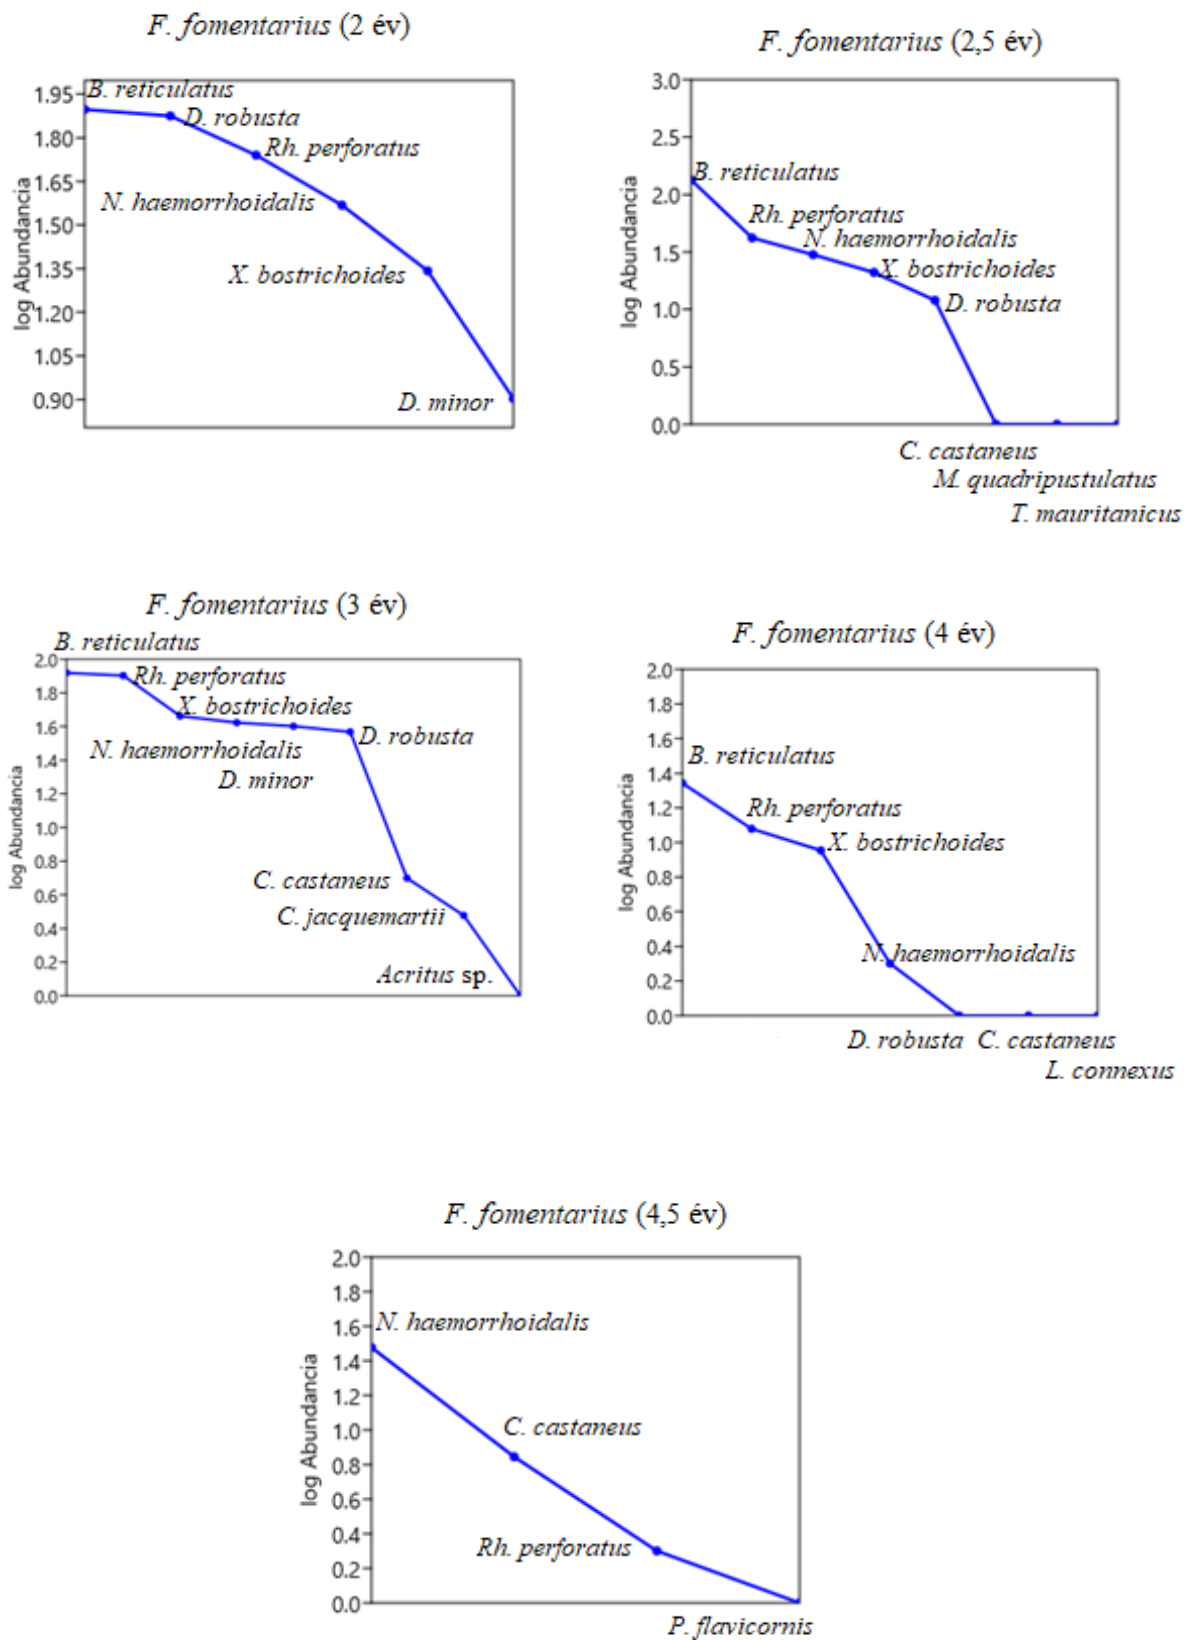 F. fomentarius (2 év)
log Abundancia
1.95
1.80
1.65
1.50
1.35
1.20
1.05
0.90
B. reticulatus
D. robusta
Rh. perforatus
N. haemorrhoidalis
X. bostrichoides
D. minor
F. fomentarius (2,5 év)
log Abundancia
3.0
2.5
2.0
1.5
1.0
0.5
0.0
B. reticulatus
Rh. perforatus
N. haemorrhoidalis
X. bostrichoides
D. robusta
C. castaneus
M. quadripustulatus
T. mauritanicus
F. fomentarius (3 év)
log Abundancia
2.0
1.8
1.6
1.4
1.2
1.0
0.8
0.6
0.4
0.2
0.0
B. reticulatus
Rh. perforatus
X. bostrichoides
D. robusta
N. haemorrhoidalis
D. minor
C. castaneus
C. jacquemartii
Acritus sp.
F. fomentarius (4 év)
log Abundancia
2.0
1.8
1.6
1.4
1.2
1.0
0.8
0.6
0.4
0.2
0.0
B. reticulatus
Rh. perforatus
X. bostrichoides
N. haemorrhoidalis
D. robusta C. castaneus
L. connexus
F. fomentarius (4,5 év)
log Abundancia
2.0
1.8
1.6
1.4
1.2
1.0
0.8
0.6
0.4
0.2
0.0
N. haemorrhoidalis
C. castaneus
Rh. perforatus
P. flavicornis